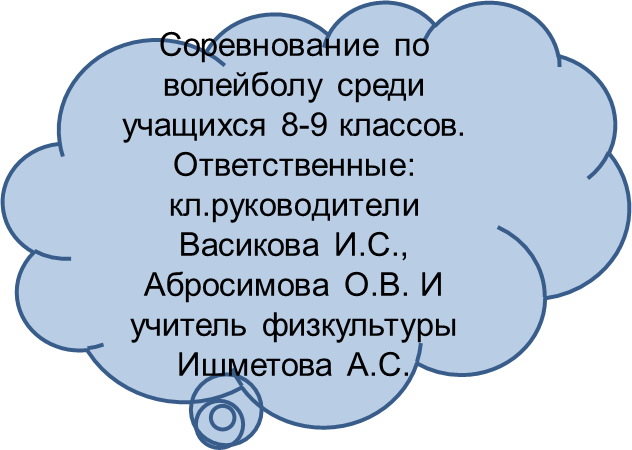 Соревнование по
волейболу среди
учащихся 8-9 классов.
Ответственные:
кл.руководители
Васикова И.С.,
Абросимова О.В. И
учитель физкультуры
Ишметова А.С.